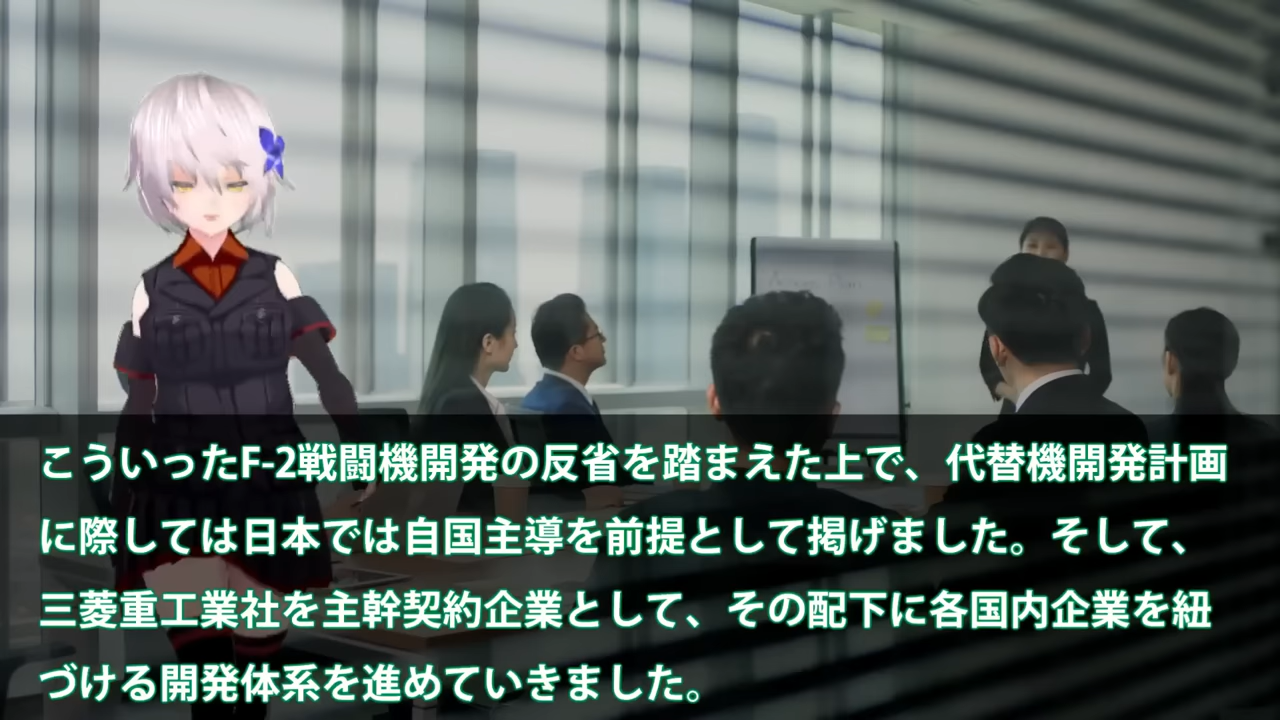 こういったF-2戦闘機開発の反省を踏まえた上で、代替機開発計画
に際しては日本では自国主導を前提として掲げました。そして、
三菱重工業社を主幹契約企業として、その配下に各国内企業を紐
づける開発体系を進めていきました。